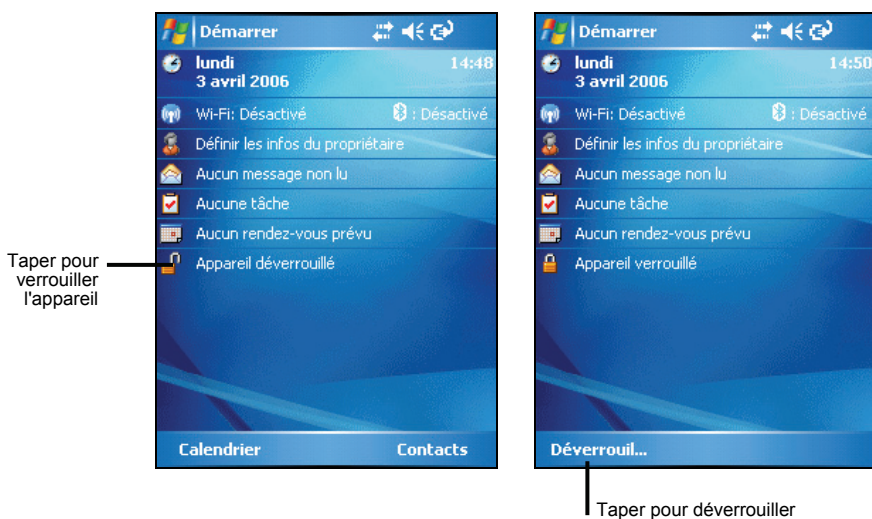 Démarrer
lundi 14:48
3 avril 2006
Wi-Fi: Désactivé : Désactivé
Définir les infos du propriétaire
Aucun message non lu
Aucune tâche
Aucun rendez-vous prévu
Appareil déverrouillé
Calendrier Contacts
Taper pour
verrouiller
l'appareil
Démarrer
lundi 14:50
3 avril 2006
Wi-Fi: Désactivé : Désactivé
Définir les infos du propriétaire
Aucun message non lu
Aucune tâche
Aucun rendez-vous prévu
Appareil verrouillé
Déverrouil...
Taper pour déverrouiller